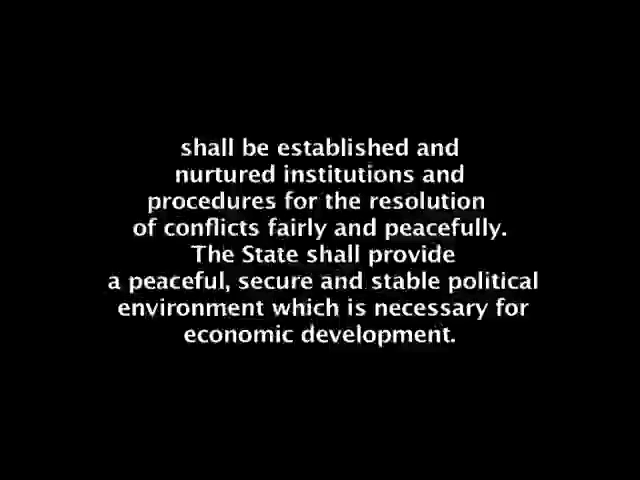 shall be established and
nurtured institutions and
procedures for the resolution
of conflicts fairly and peacefully.
The State shall provide
a peaceful, secure and stable political
environment which is necessary for
economic development.